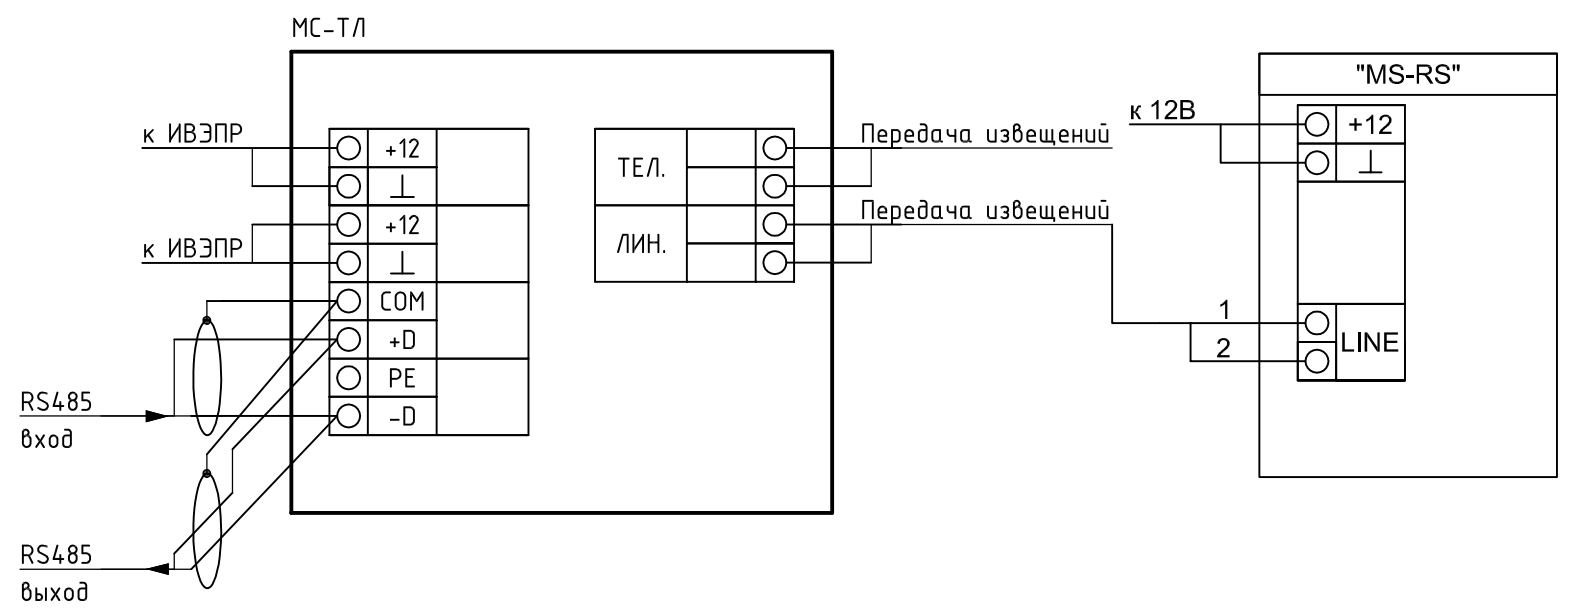 МС-ТЛ
"MS-RS"
к ИВЭПР
+12
⊥
+12
⊥
к ИВЭПР
COM
+D
PE
-D
ТЕЛ.
ЛИН.
Передача извещений
Передача извещений
к 12В
+12
⊥
1
2
LINE
RS485
вход
RS485
выход